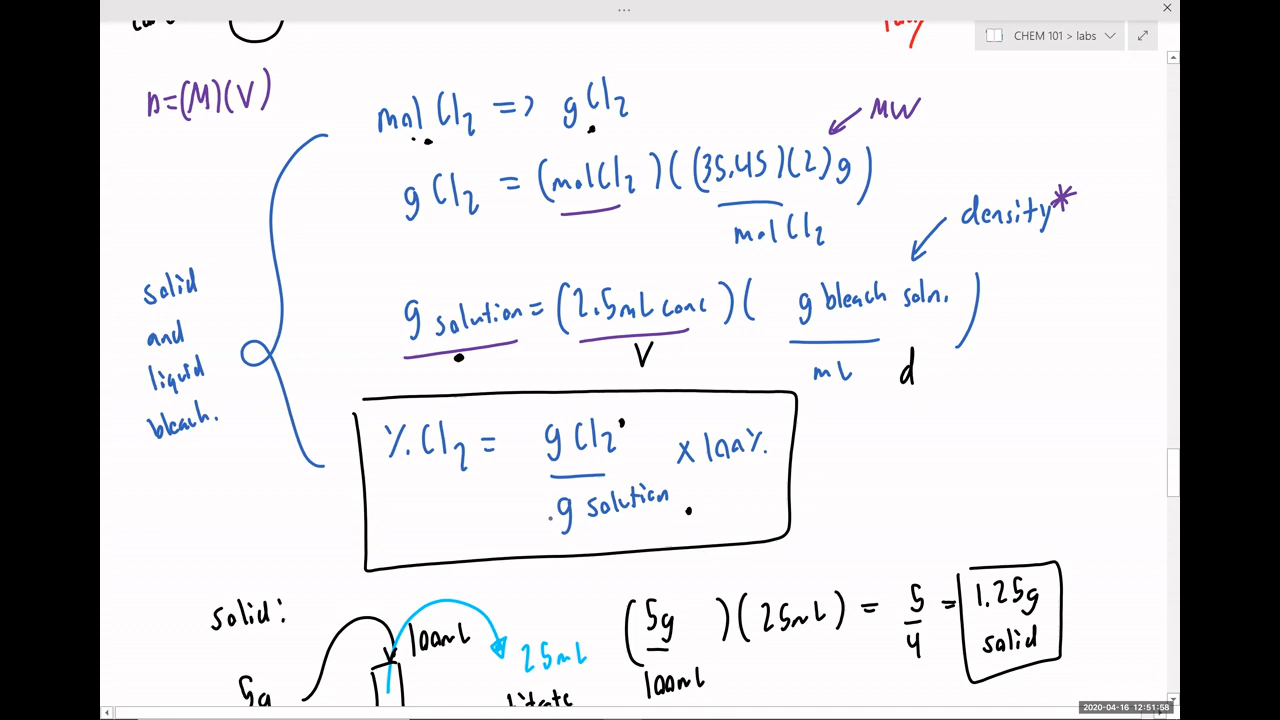 CHEM 101 > labs
n=(M)(V)
mol Cl2 => g Cl2
MW
g Cl2 = (mol Cl2)((35.45)(2)g)
mol Cl2
density*
solid
and
liquid
bleach.
g solution = (2.5mL conc)( g bleach soln. )
V
mL
d
%. Cl2 = g Cl2 x 100%.
g solution
solid:
100mL
(5g)(25mL) = 5 = 1.25g
100mL
4
solid
25mL
titrate
5g
2020-04-16 12:51:58